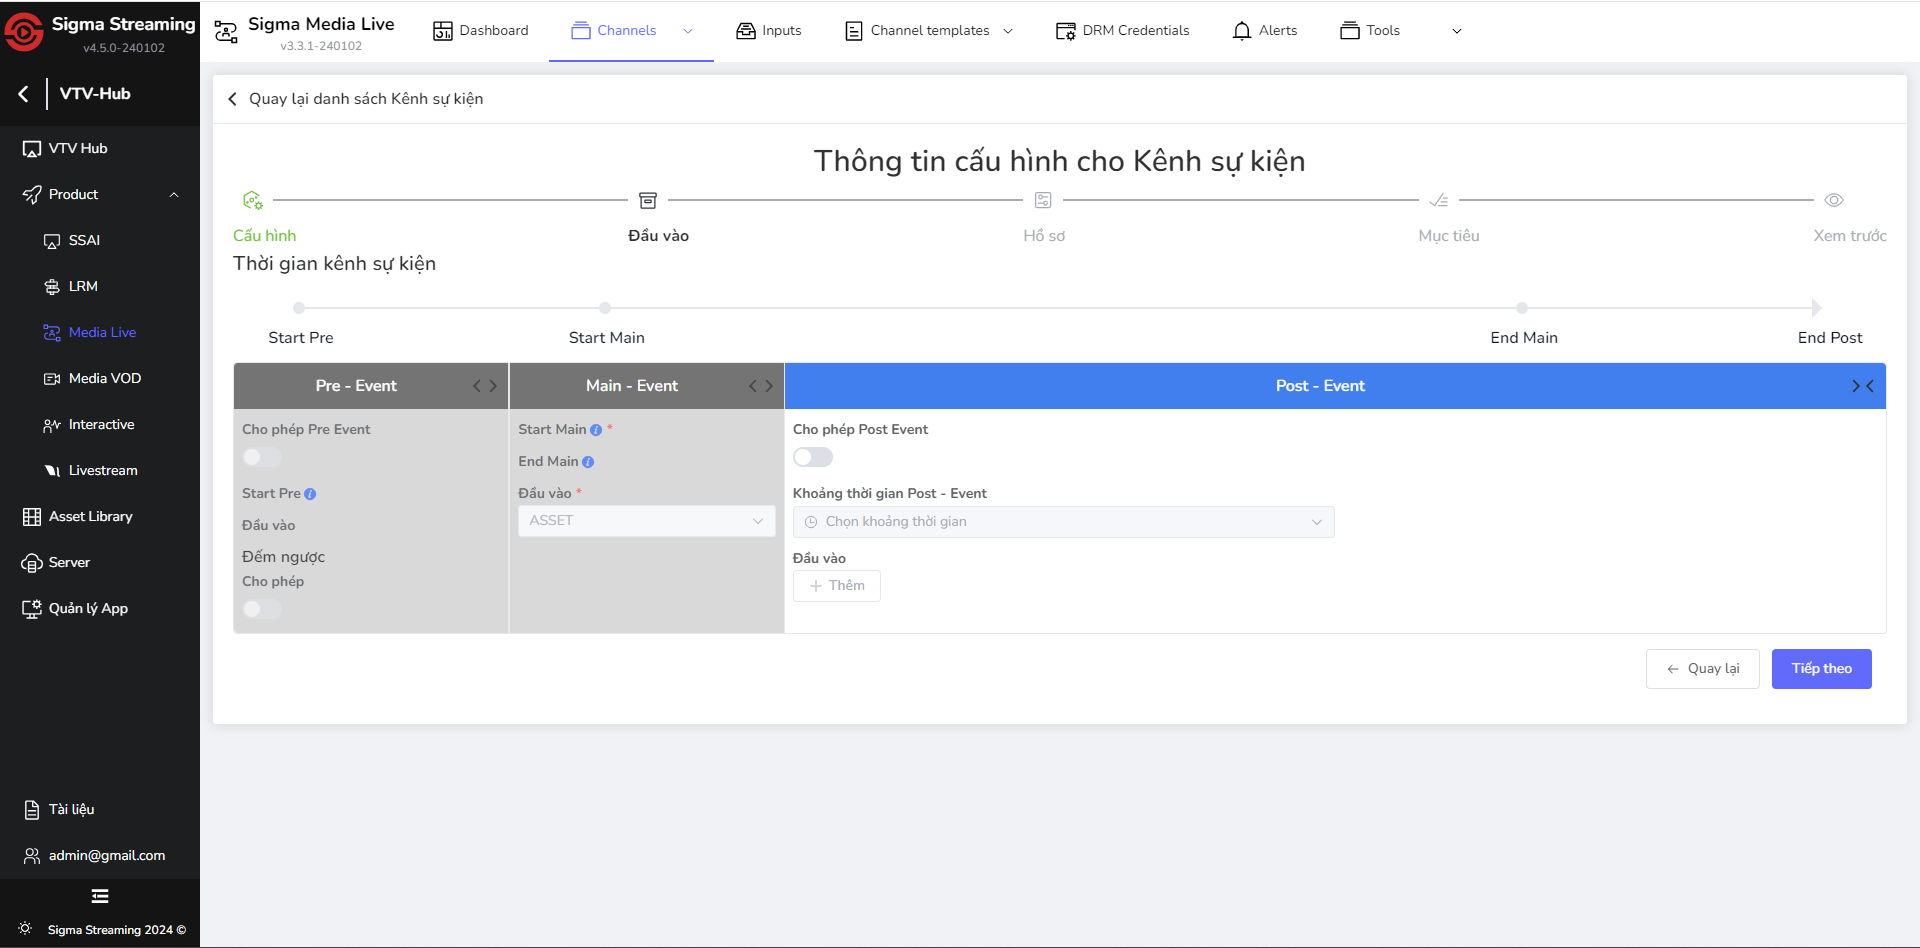 Sigma Streaming
v4.5.0-240102
VTV-Hub
VTV Hub
Product
SSAI
LRM
Media Live
Media VOD
Interactive
Livestream
Asset Library
Server
Quản lý App
Tài liệu
admin@gmail.com
Sigma Streaming 2024 ©
Sigma Media Live
v3.3.1-240102
Dashboard
Channels
Inputs
Channel templates
DRM Credentials
Alerts
Tools
Quay lại danh sách Kênh sự kiện
Thông tin cấu hình cho Kênh sự kiện
Cấu hình
Đầu vào
Hồ sơ
Mục tiêu
Xem trước
Thời gian kênh sự kiện
Start Pre
Start Main
End Main
End Post
Pre - Event
Cho phép Pre Event
Start Pre
Đầu vào
Đếm ngược
Cho phép
Main - Event
Start Main *
End Main
Đầu vào *
ASSET
Post - Event
Cho phép Post Event
Khoảng thời gian Post - Event
Chọn khoảng thời gian
Đầu vào
+ Thêm
← Quay lại
Tiếp theo